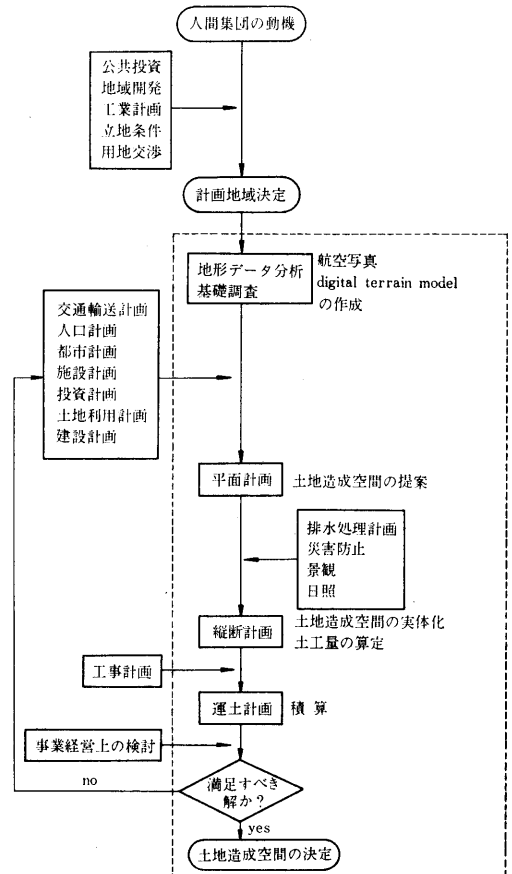 人間集団の動機
公共投資
地域開発
工業計画
立地条件
用地交渉
計画地域決定
地形データ分析
基礎調査
航空写真
digital terrain model
の作成
交通輸送計画
人口計画
都市計画
施設計画
投資計画
土地利用計画
建設計画
平面計画
土地造成空間の提案
排水処理計画
災害防止
景観
日照
縦断計画
土地造成空間の実体化
土工量の算定
工事計画
運土計画
積 算
事業経営上の検討
満足すべき
解か?
no
yes
土地造成空間の決定